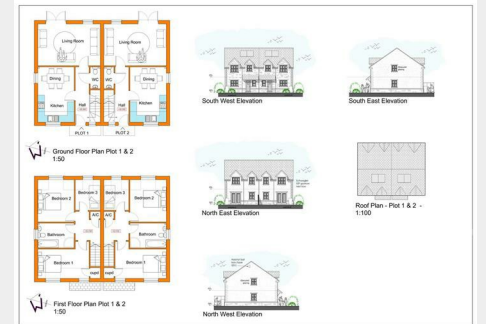 Living Room
Living Room
Dining
WC
WC
Dining
Kitchen
Hall
Hall
Kitchen
PLOT 1
PLOT 2
Ground Floor Plan Plot 1 & 2
1:50
South West Elevation
South East Elevation
North East Elevation
Roof Plan - Plot 1 & 2 -
1:100
Bedroom 2
Bedroom 3
Bedroom 3
Bedroom 2
A/C
A/C
Bathroom
Bathroom
Bedroom 1
cupd
cupd
Bedroom 1
First Floor Plan Plot 1 & 2
1:50
North West Elevation